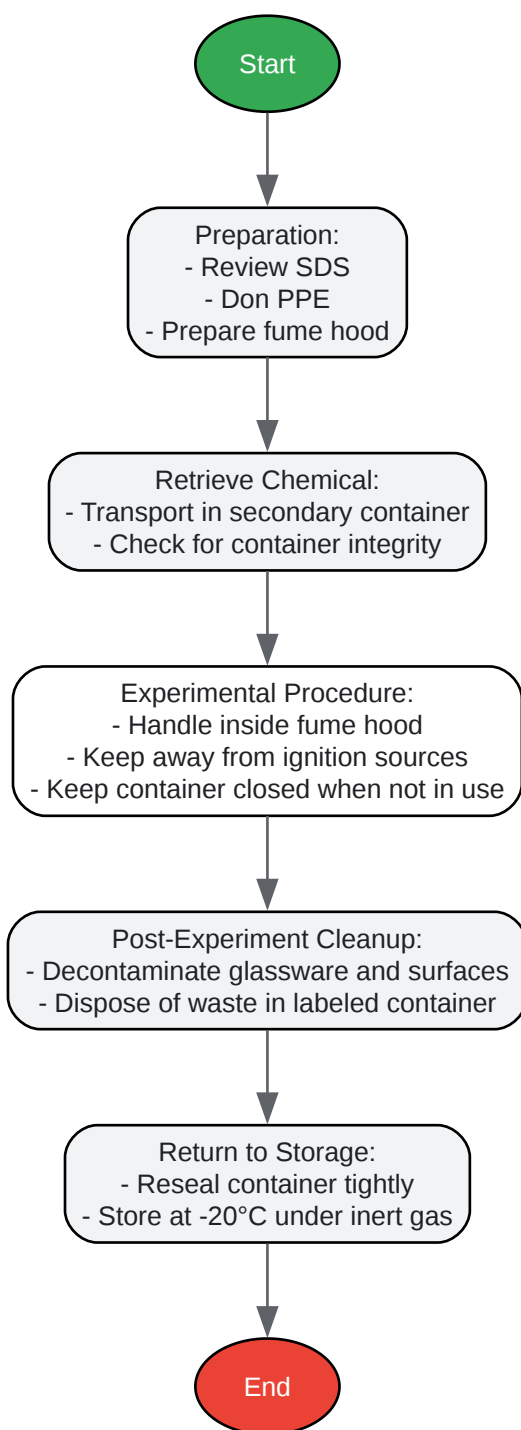 Start
Preparation:
- Review SDS
- Don PPE
- Prepare fume hood
Retrieve Chemical:
- Transport in secondary container
- Check for container integrity
Experimental Procedure:
- Handle inside fume hood
- Keep away from ignition sources
- Keep container closed when not in use
Post-Experiment Cleanup:
- Decontaminate glassware and surfaces
- Dispose of waste in labeled container
Return to Storage:
- Reseal container tightly
- Store at -20°C under inert gas
End